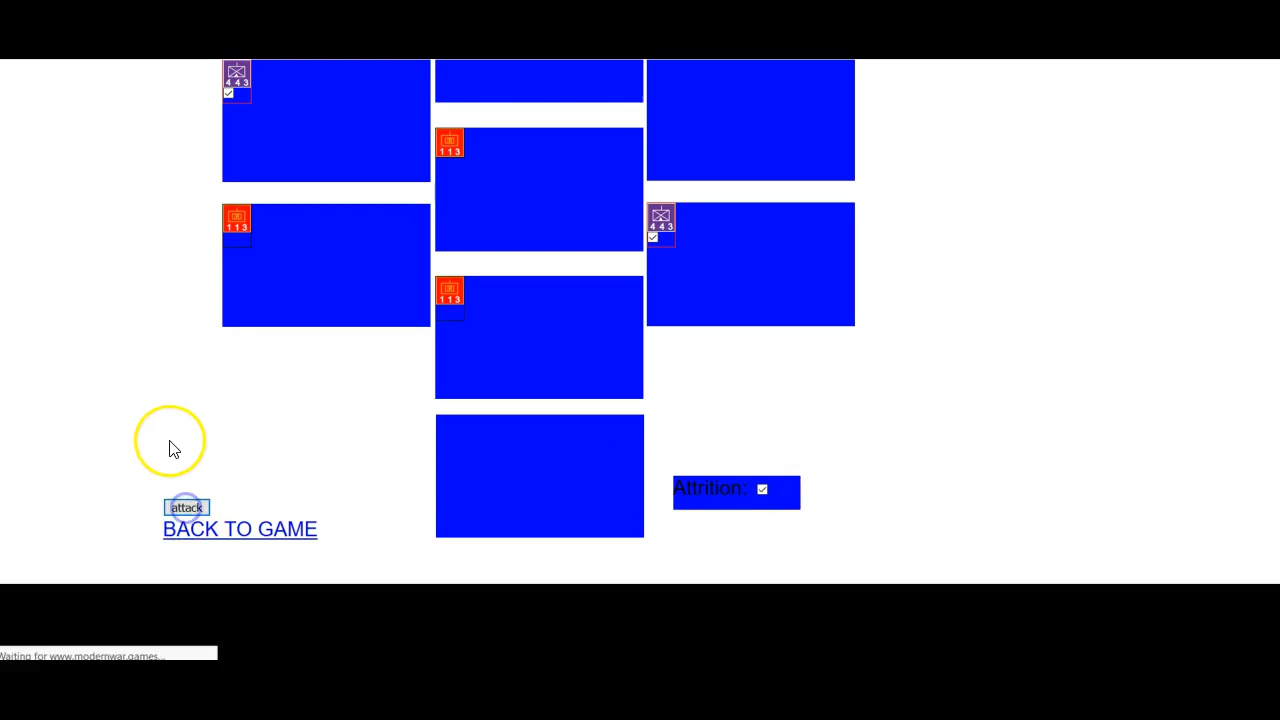 4 4 3
1 1 3
1 1 3
4 4 3
1 1 3
Attrition:
attack
BACK TO GAME
Waiting for www.modernwar.games...